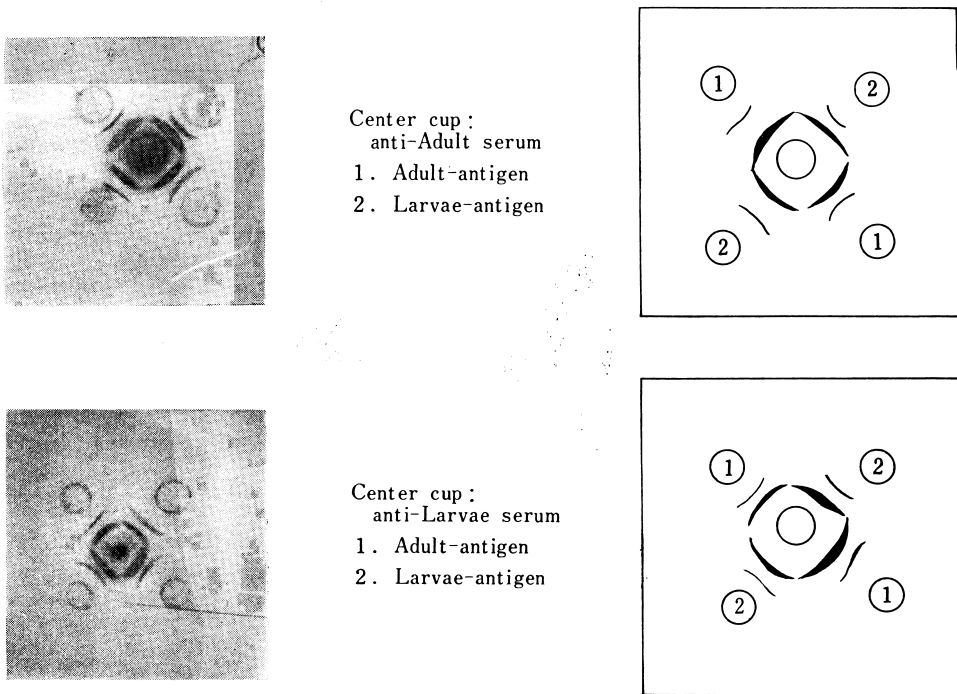 Center cup :
anti-Adult serum
1. Adult-antigen
2. Larvae-antigen
1
2
2
1
Center cup :
anti-Larvae serum
1. Adult-antigen
2. Larvae-antigen
1
2
2
1